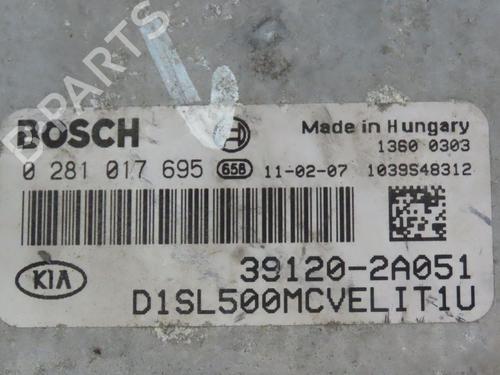 B-PARTS
BOSCH
Made in Hungary
1360 0303
0 281 017 695 658 11-02-07 1039S48312
KIA
39120-2A051
D1SL500MCVELIT1U